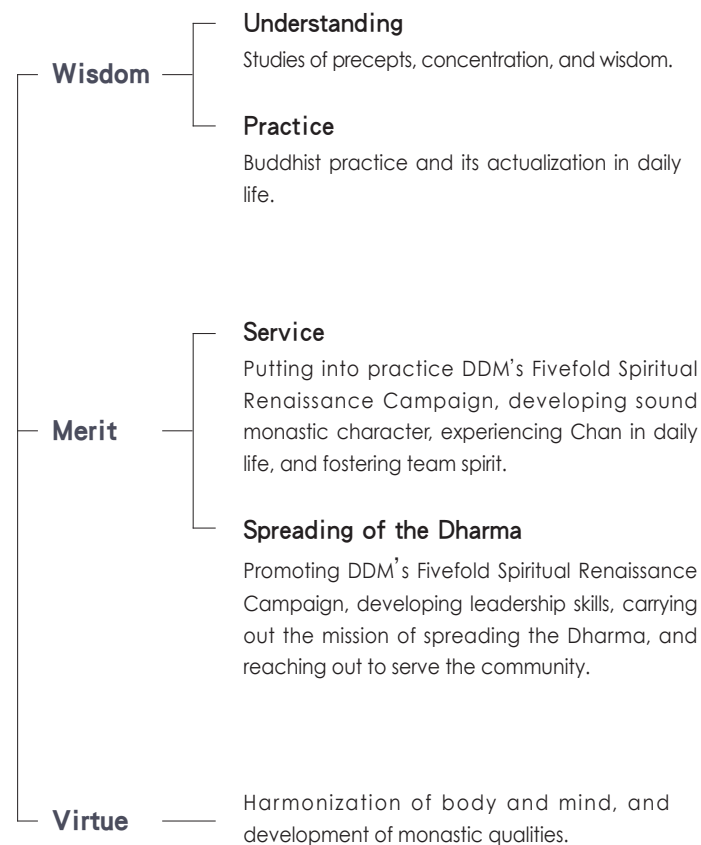 Wisdom
Understanding
Studies of precepts, concentration, and wisdom.
Practice
Buddhist practice and its actualization in daily
life.
Merit
Service
Putting into practice DDM's Fivefold Spiritual
Renaissance Campaign, developing sound
monastic character, experiencing Chan in daily
life, and fostering team spirit.
Spreading of the Dharma
Promoting DDM's Fivefold Spiritual Renaissance
Campaign, developing leadership skills, carrying
out the mission of spreading the Dharma, and
reaching out to serve the community.
Virtue
Harmonization of body and mind, and
development of monastic qualities.